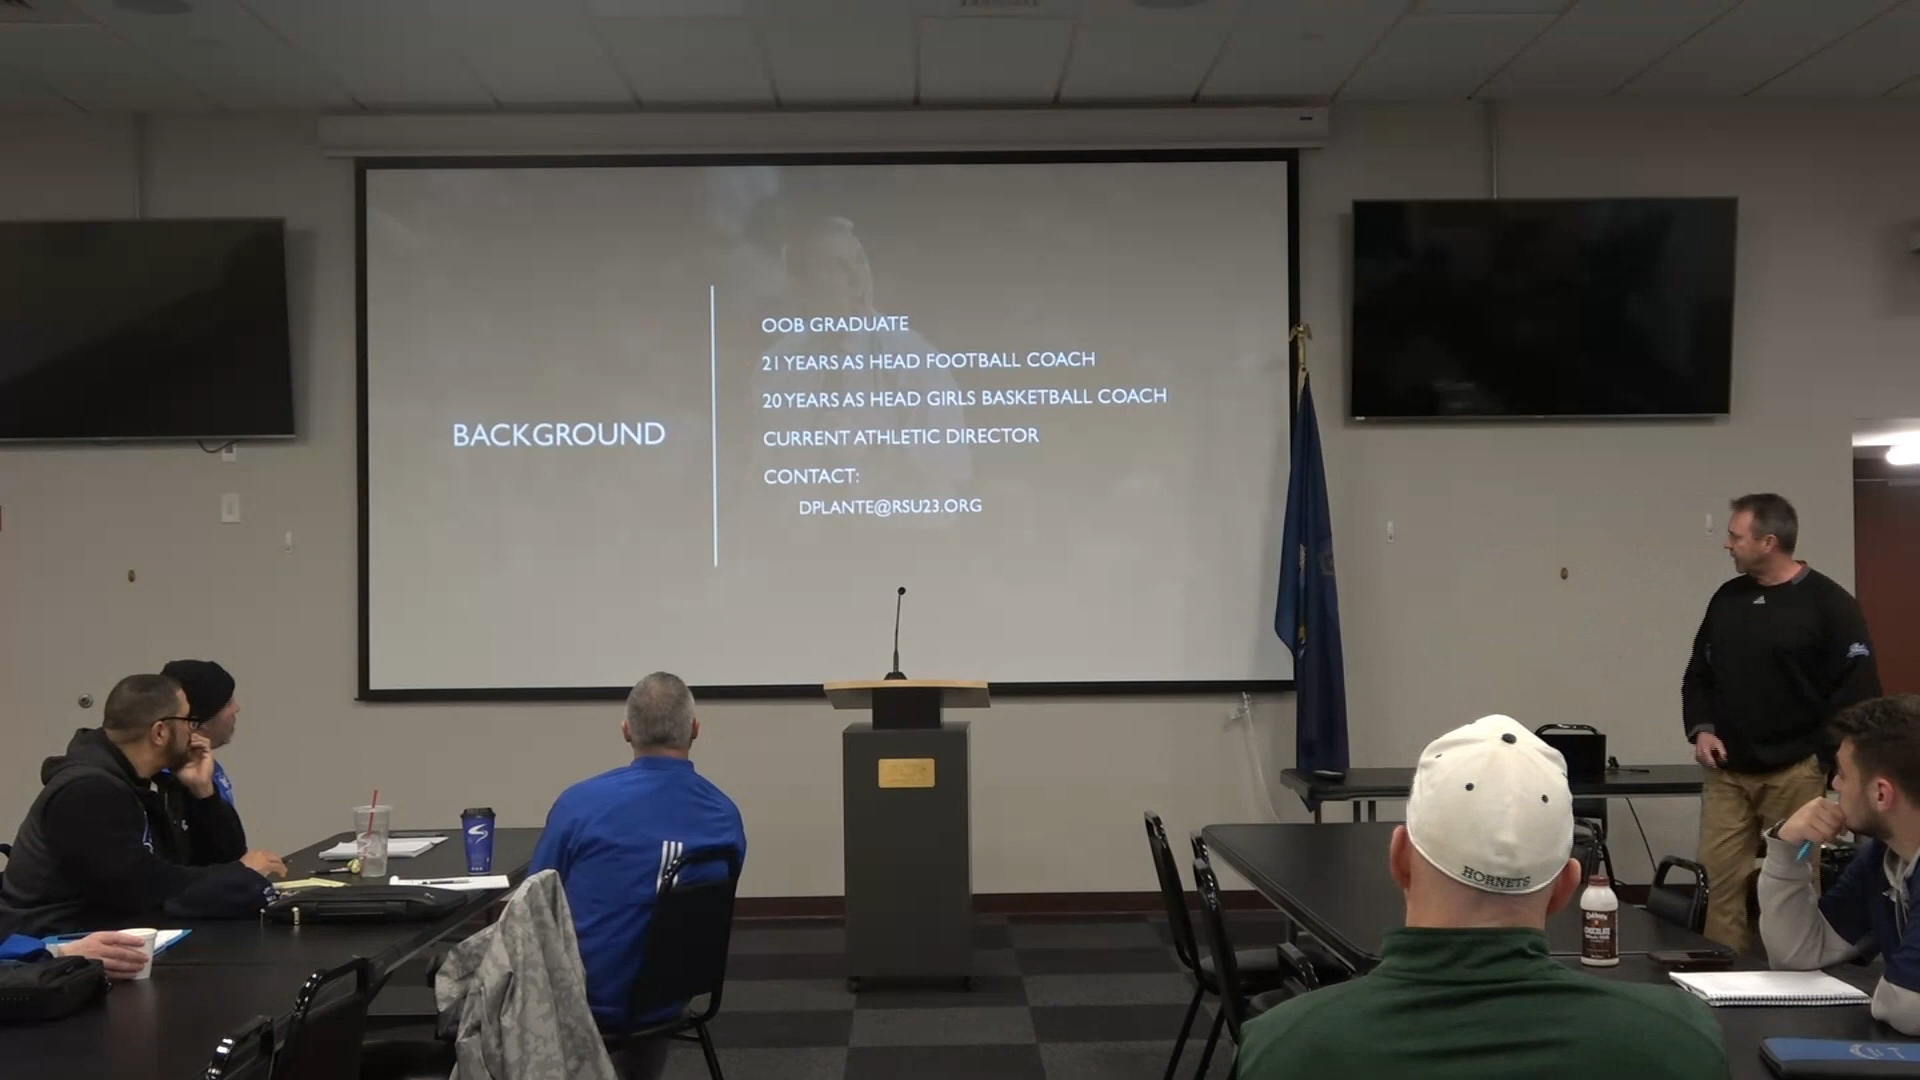 BACKGROUND
OOB GRADUATE
21 YEARS AS HEAD FOOTBALL COACH
20 YEARS AS HEAD GIRLS BASKETBALL COACH
CURRENT ATHLETIC DIRECTOR
CONTACT:
DPLANTE@RSU23.ORG
HORNETS
CHOCOLATE